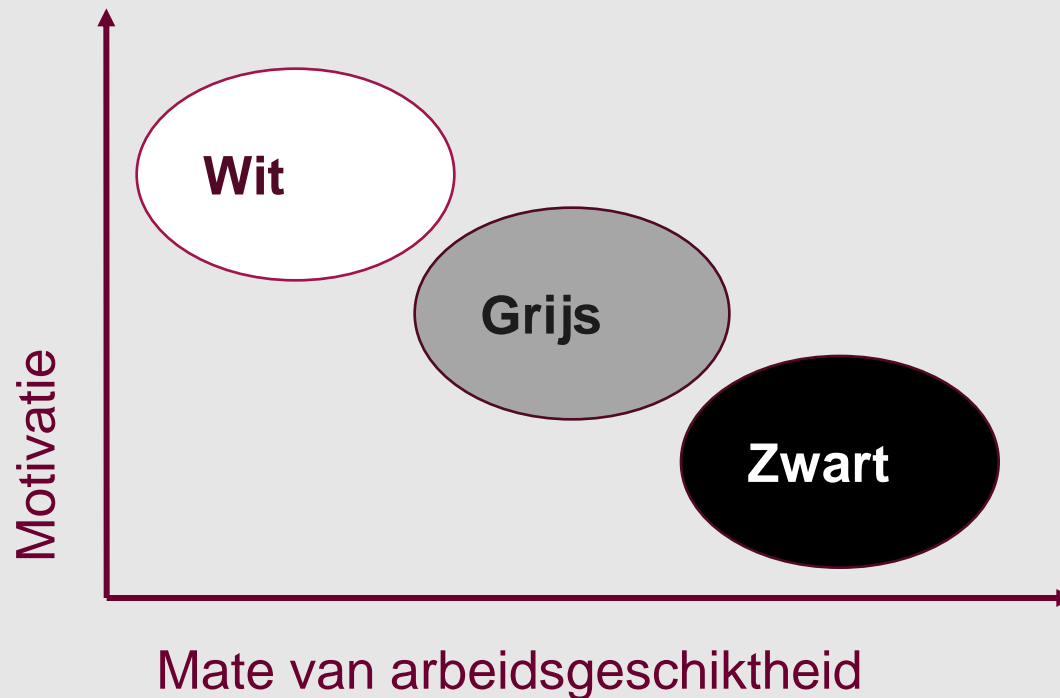 Wit
Grijs
Zwart
Motivatie
Mate van arbeidsgeschiktheid